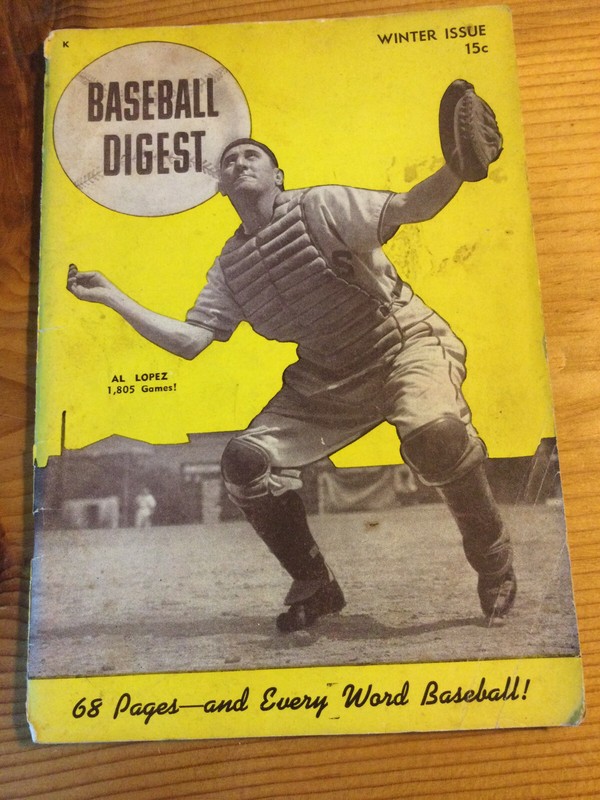 K
WINTER ISSUE
15c
BASEBALL
DIGEST
S
AL LOPEZ
1,805 Games!
68 Pages—and Every Word Baseball!